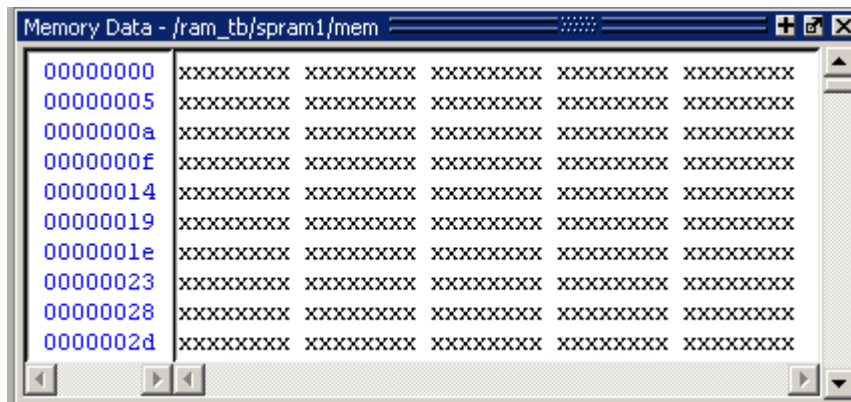 Memory Data - /ram_tb/spram1/mem
00000000 xxxxxxxx xxxxxxxx xxxxxxxx xxxxxxxx xxxxxxxx
00000005 xxxxxxxx xxxxxxxx xxxxxxxx xxxxxxxx xxxxxxxx
0000000a xxxxxxxx xxxxxxxx xxxxxxxx xxxxxxxx xxxxxxxx
0000000f xxxxxxxx xxxxxxxx xxxxxxxx xxxxxxxx xxxxxxxx
00000014 xxxxxxxx xxxxxxxx xxxxxxxx xxxxxxxx xxxxxxxx
00000019 xxxxxxxx xxxxxxxx xxxxxxxx xxxxxxxx xxxxxxxx
0000001e xxxxxxxx xxxxxxxx xxxxxxxx xxxxxxxx xxxxxxxx
00000023 xxxxxxxx xxxxxxxx xxxxxxxx xxxxxxxx xxxxxxxx
00000028 xxxxxxxx xxxxxxxx xxxxxxxx xxxxxxxx xxxxxxxx
0000002d xxxxxxxx xxxxxxxx xxxxxxxx xxxxxxxx xxxxxxxx